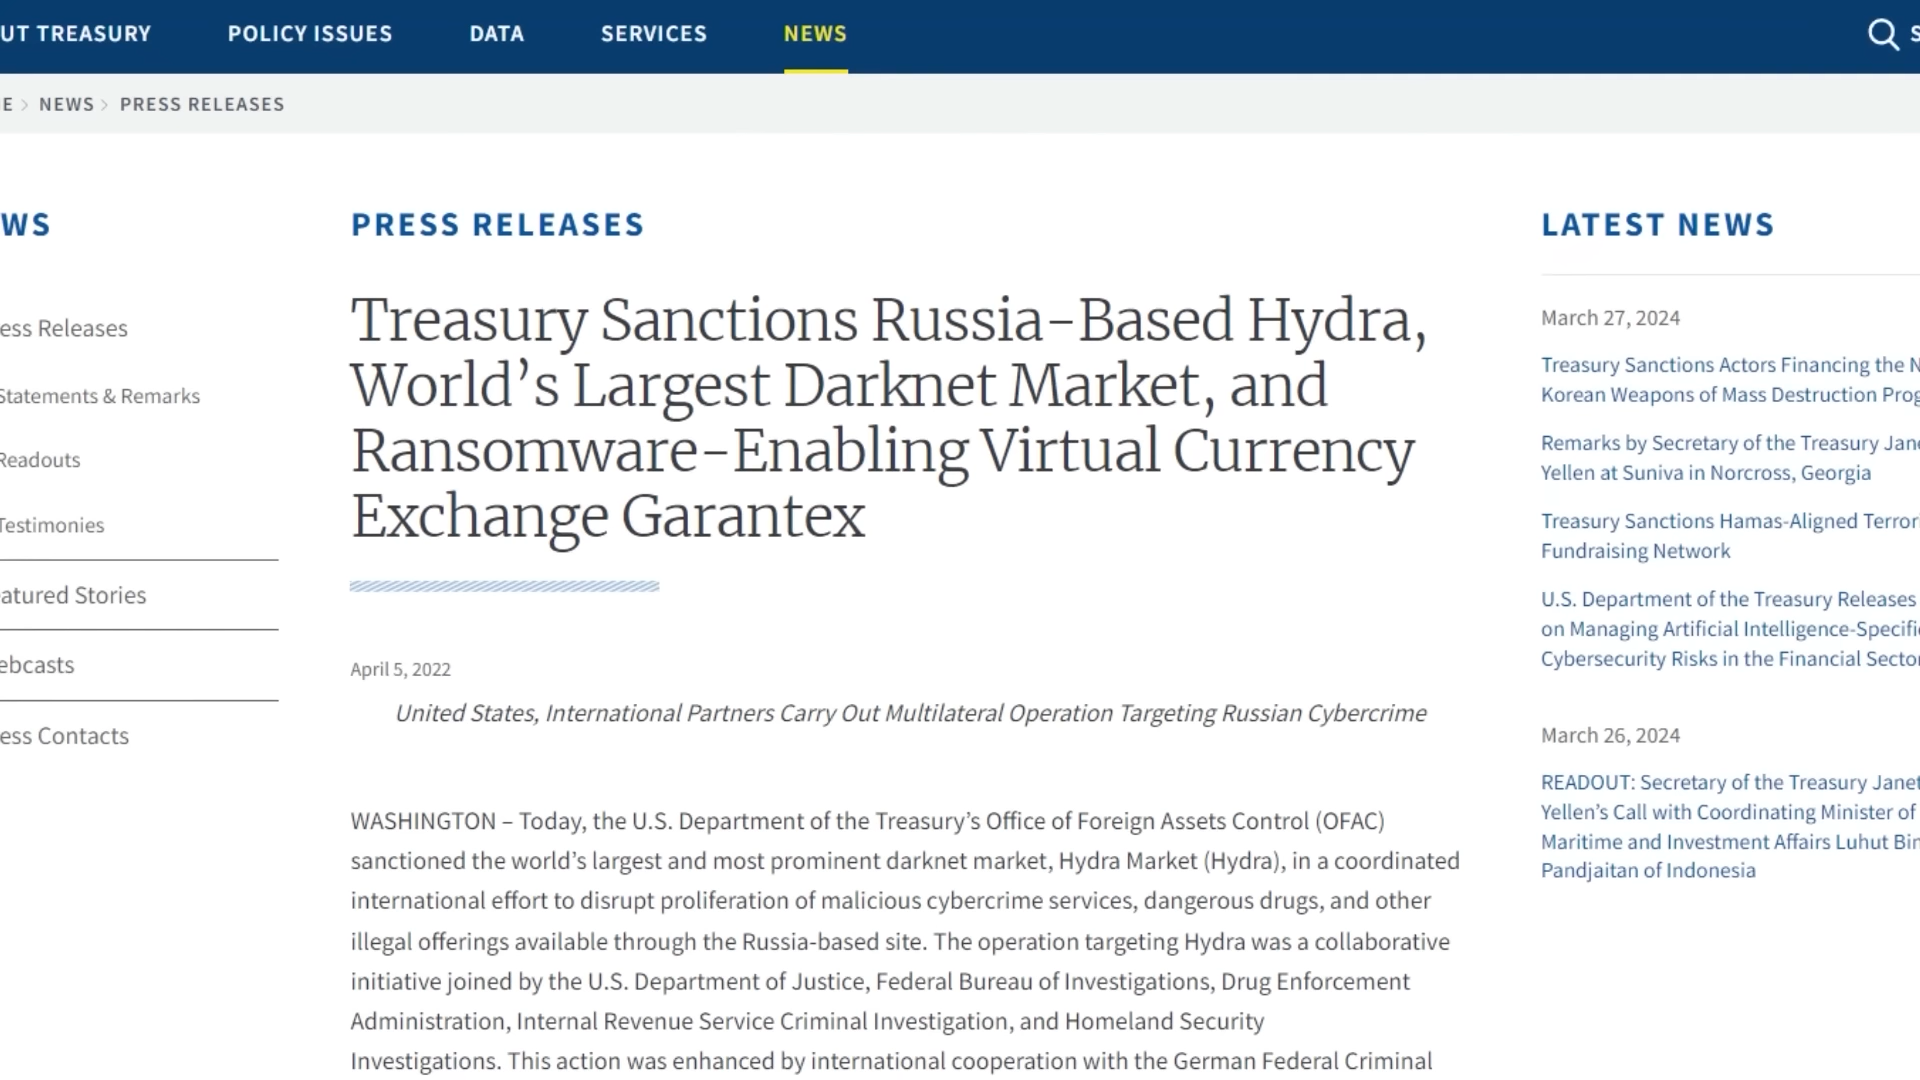 UT TREASURY POLICY ISSUES DATA SERVICES NEWS S
E > NEWS > PRESS RELEASES
WS
ess Releases
Statements & Remarks
Readouts
Testimonies
atured Stories
ebcasts
ess Contacts
PRESS RELEASES
Treasury Sanctions Russia-Based Hydra,
World’s Largest Darknet Market, and
Ransomware-Enabling Virtual Currency
Exchange Garantex
April 5, 2022
United States, International Partners Carry Out Multilateral Operation Targeting Russian Cybercrime
WASHINGTON – Today, the U.S. Department of the Treasury’s Office of Foreign Assets Control (OFAC)
sanctioned the world’s largest and most prominent darknet market, Hydra Market (Hydra), in a coordinated
international effort to disrupt proliferation of malicious cybercrime services, dangerous drugs, and other
illegal offerings available through the Russia-based site. The operation targeting Hydra was a collaborative
initiative joined by the U.S. Department of Justice, Federal Bureau of Investigations, Drug Enforcement
Administration, Internal Revenue Service Criminal Investigation, and Homeland Security
Investigations. This action was enhanced by international cooperation with the German Federal Criminal
LATEST NEWS
March 27, 2024
Treasury Sanctions Actors Financing the N
Korean Weapons of Mass Destruction Prog
Remarks by Secretary of the Treasury Jane
Yellen at Suniva in Norcross, Georgia
Treasury Sanctions Hamas-Aligned Terrori
Fundraising Network
U.S. Department of the Treasury Releases
on Managing Artificial Intelligence-Specifi
Cybersecurity Risks in the Financial Sector
March 26, 2024
READOUT: Secretary of the Treasury Janet
Yellen’s Call with Coordinating Minister of
Maritime and Investment Affairs Luhut Bin
Pandjaitan of Indonesia